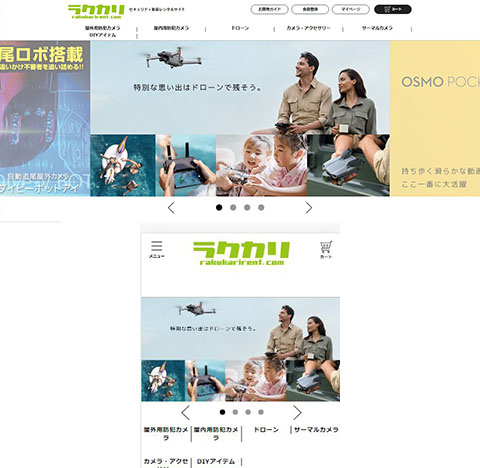 ラクカリ
rakukarirent.com
セキュリティ家電レンタルサイト
お買物ガイド
会員登録
マイページ
カート
屋外用防犯カメラ
屋内用防犯カメラ
ドローン
カメラ・アクセサリー
サーマルカメラ
DIYアイテム
尾ロボ搭載
追いかけ不審者を追い詰める!!
特別な思い出はドローンで残そう。
OSMO POCK
自動追尾屋外カメラ
サイビーボットアイ
持ち歩く滑らかな動画
ここ一番に大活躍
メニュー
ラクカリ
rakukarirent.com
カート
特別な思い出はドローンで残そう。
屋外用防犯カメ
ラ
屋内用防犯カメ
ラ
ドローン
サーマルカメラ
カメラ・アクセ
DIYアイテム